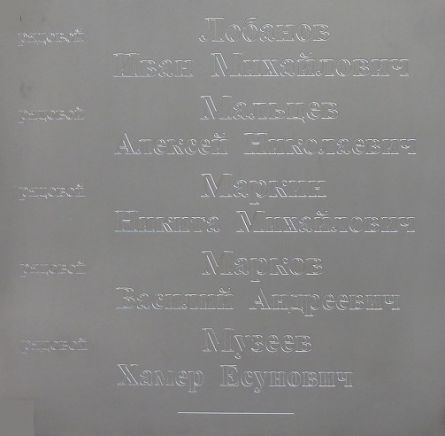 рядовой Лобанов
Иван Михайлович
рядовой Мальцев
Алексей Николаевич
рядовой Маркин
Никита Михайлович
рядовой Марков
Василий Андреевич
рядовой Музеев
Хамер Есунович